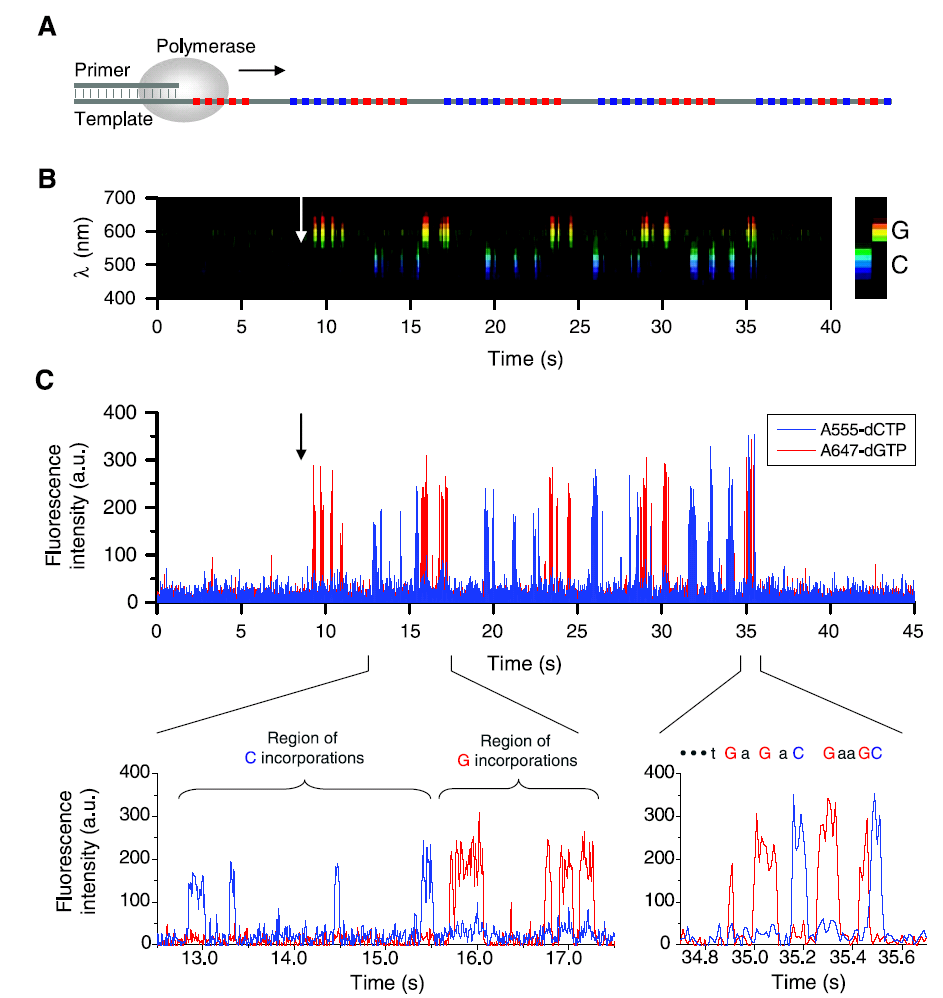 A
Polymerase
Primer
Template
B
λ (nm)
700
600
500
400
G
C
0 5 10 15 20 25 30 35 40
Time (s)
C
Fluorescence
intensity (a.u.)
400
300
200
100
0
A555-dCTP
A647-dGTP
0 5 10 15 20 25 30 35 40 45
Time (s)
Region of
C incorporations
Region of
G incorporations
Fluorescence
intensity (a.u.)
400
300
200
100
0
13.0 14.0 15.0 16.0 17.0
Time (s)
•••t G a G a C G aa G C
400
300
200
100
0
34.8 35.0 35.2 35.4 35.6
Time (s)